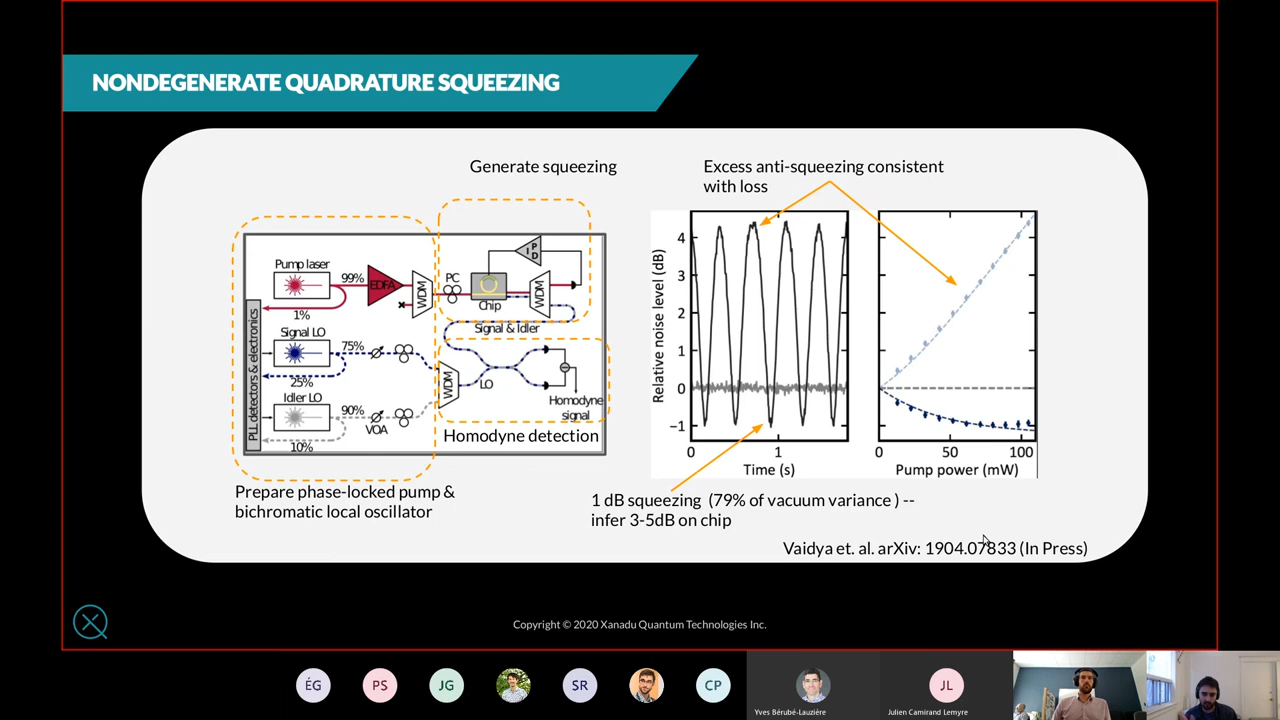 NONDEGENERATE QUADRATURE SQUEEZING
Generate squeezing
Excess anti-squeezing consistent
with loss
Pump laser
99%
EDFA
WDM
PC
Chip
WDM
I P D
1%
Signal & Idler
Signal LO
75%
25%
PLL detectors & electronics
Idler LO
90%
VOA
10%
WDM
LO
Homodyne
signal
Homodyne detection
Prepare phase-locked pump &
bichromatic local oscillator
Relative noise level (dB)
4
3
2
1
0
−1
0 1
Time (s)
0 50 100
Pump power (mW)
1 dB squeezing (79% of vacuum variance ) --
infer 3-5dB on chip
Vaidya et. al. arXiv: 1904.07833 (In Press)
Copyright © 2020 Xanadu Quantum Technologies Inc.
ÉG PS JG SR CP JL
Yves Bérubé-Lauzière
Julien Camirand Lemyre